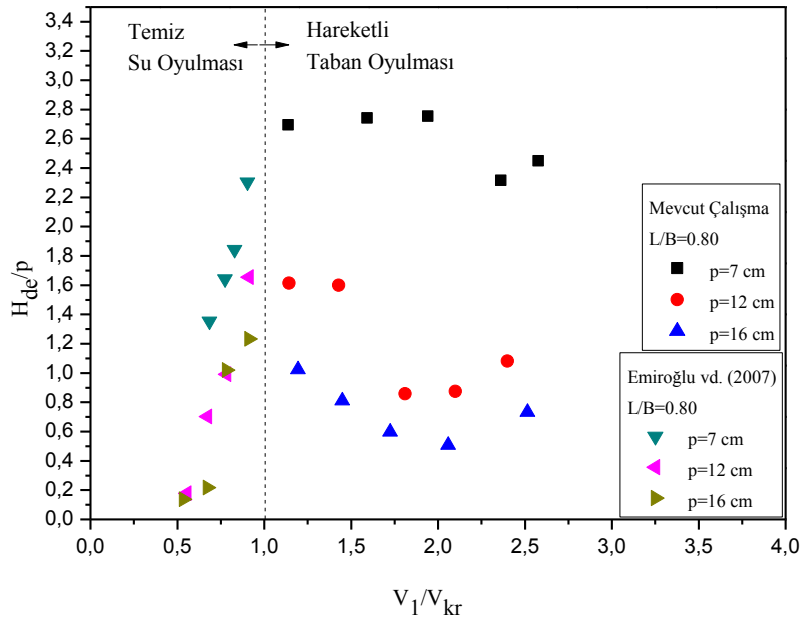 Temiz
Su Oyulması
Hareketli
Taban Oyulması
3,4
3,2
3,0
2,8
2,6
2,4
2,2
2,0
1,8
1,6
1,4
1,2
1,0
0,8
0,6
0,4
0,2
0,0
H_de/p
Mevcut Çalışma
L/B=0.80
p=7 cm
p=12 cm
p=16 cm
Emiroğlu vd. (2007)
L/B=0.80
p=7 cm
p=12 cm
p=16 cm
0,0 0,5 1,0 1,5 2,0 2,5 3,0 3,5 4,0
V_1/V_kr